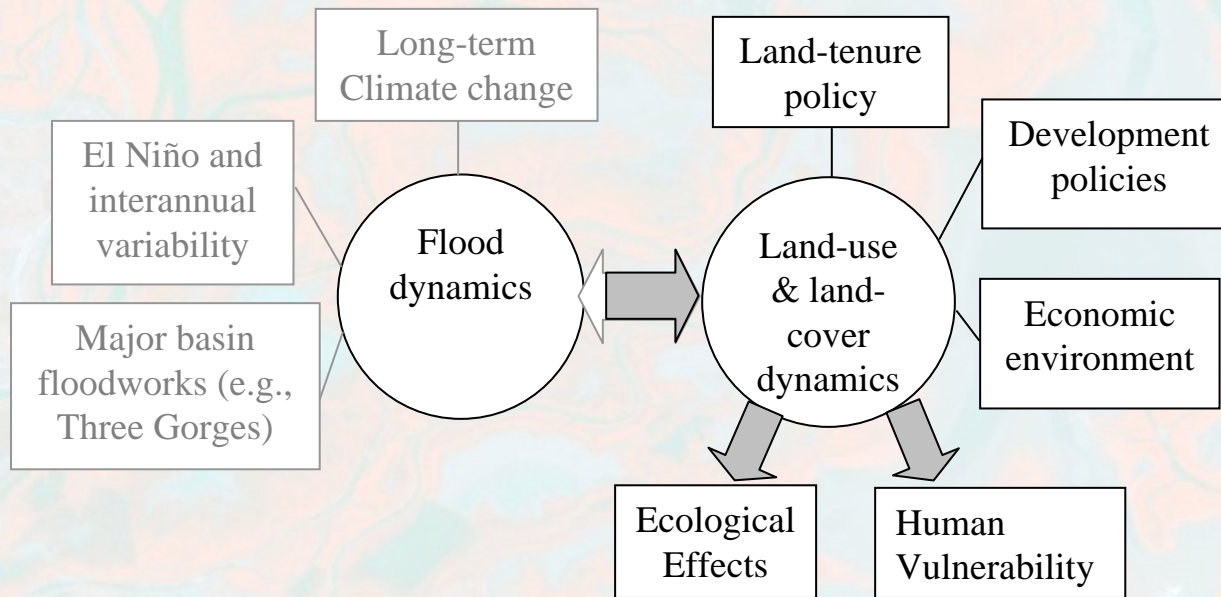 Long-term
Climate change
Land-tenure
policy
El Niño and
interannual
variability
Development
policies
Flood
dynamics
Land-use
& land-
cover
dynamics
Major basin
floodworks (e.g.,
Three Gorges)
Economic
environment
Ecological
Effects
Human
Vulnerability